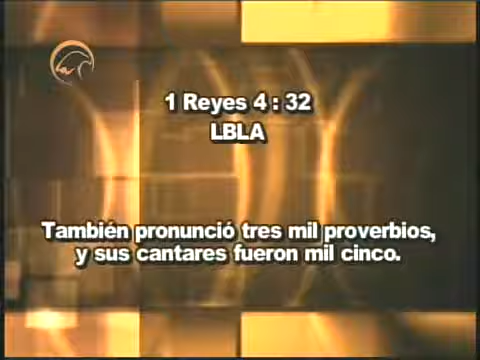 1 Reyes 4 : 32
LBLA
También pronunció tres mil proverbios,
y sus cantares fueron mil cinco.